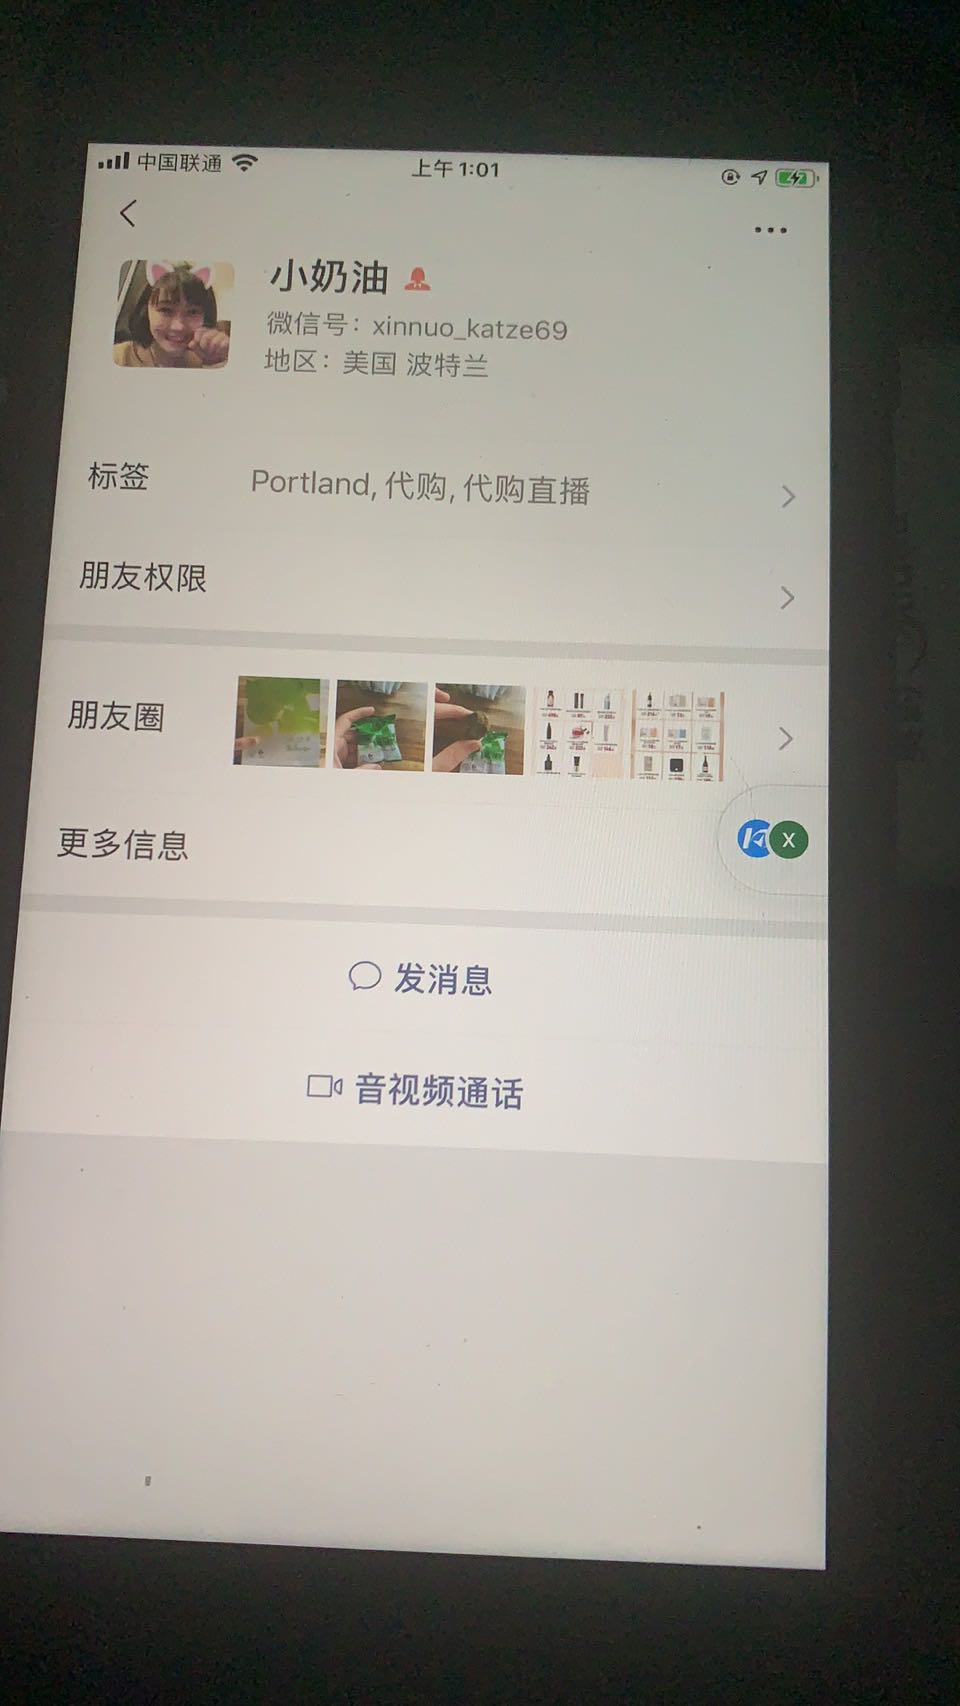 中国联通
上午1:01
小奶油
微信号：xinnuo_katze69
地区：美国 波特兰
标签
Portland, 代购, 代购直播
朋友权限
朋友圈
更多信息
X
发消息
音视频通话